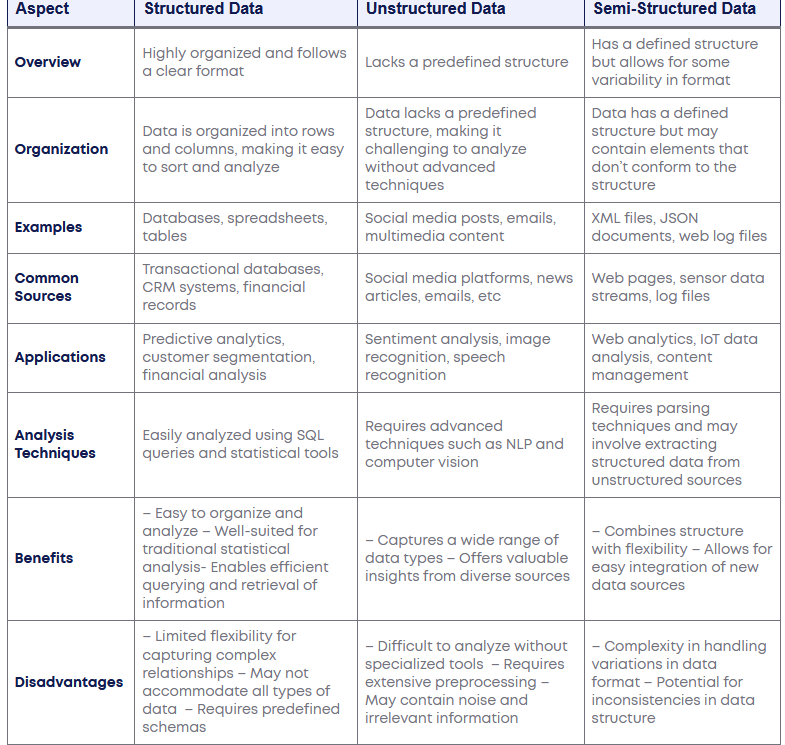 Aspect
Structured Data
Unstructured Data
Semi-Structured Data
Overview
Highly organized and follows
a clear format
Lacks a predefined structure
Has a defined structure
but allows for some
variability in format
Organization
Data is organized into rows
and columns, making it easy
to sort and analyze
Data lacks a predefined
structure, making it
challenging to analyze
without advanced
techniques
Data has a defined
structure but may
contain elements that
don’t conform to the
structure
Examples
Databases, spreadsheets,
tables
Social media posts, emails,
multimedia content
XML files, JSON
documents, web log files
Common
Sources
Transactional databases,
CRM systems, financial
records
Social media platforms, news
articles, emails, etc
Web pages, sensor data
streams, log files
Applications
Predictive analytics,
customer segmentation,
financial analysis
Sentiment analysis, image
recognition, speech
recognition
Web analytics, IoT data
analysis, content
management
Analysis
Techniques
Easily analyzed using SQL
queries and statistical tools
Requires advanced
techniques such as NLP and
computer vision
Requires parsing
techniques and may
involve extracting
structured data from
unstructured sources
Benefits
– Easy to organize and
analyze – Well-suited for
traditional statistical
analysis- Enables efficient
querying and retrieval of
information
– Captures a wide range of
data types – Offers valuable
insights from diverse sources
– Combines structure
with flexibility – Allows for
easy integration of new
data sources
Disadvantages
– Limited flexibility for
capturing complex
relationships – May not
accommodate all types of
data – Requires predefined
schemas
– Difficult to analyze without
specialized tools – Requires
extensive preprocessing –
May contain noise and
irrelevant information
– Complexity in handling
variations in data
format – Potential for
inconsistencies in data
structure